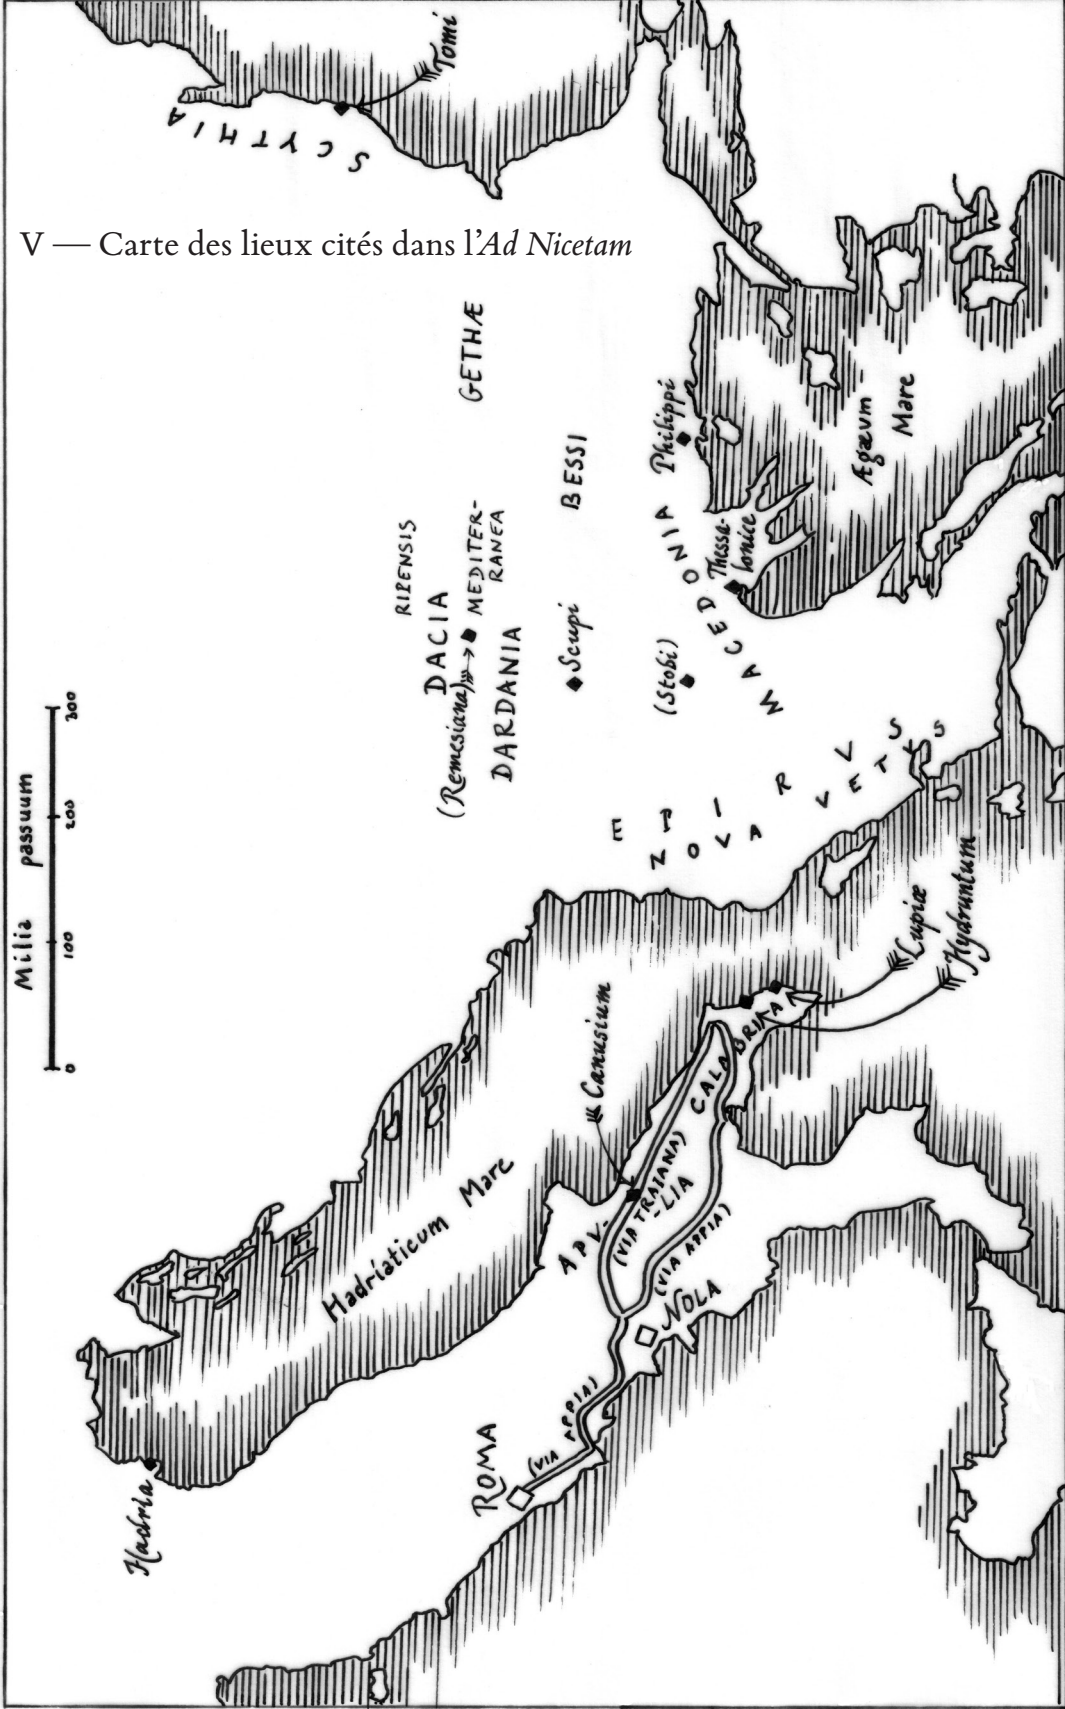 V — Carte des lieux cités dans l’Ad Nicetam
Milia passuum
0 100 200 300
SCYTHIA
Tomi
GETHÆ
BESSI
RIPENSIS
DACIA
MEDITER-
RANEA
(Remesiana)
DARDANIA
Scupi
(Stobi)
MACEDONIA
Philippi
Thessa-
lonice
Ægævm
Mare
EPIRVS
NOVA VETVS
Hadria
Hadriaticum Mare
Canusium
Lupiæ
Hydruntum
CALABRIA
APV-
LIA
(VIA TRAIANA)
(VIA APPIA)
NOLA
(VIA APPIA)
ROMA